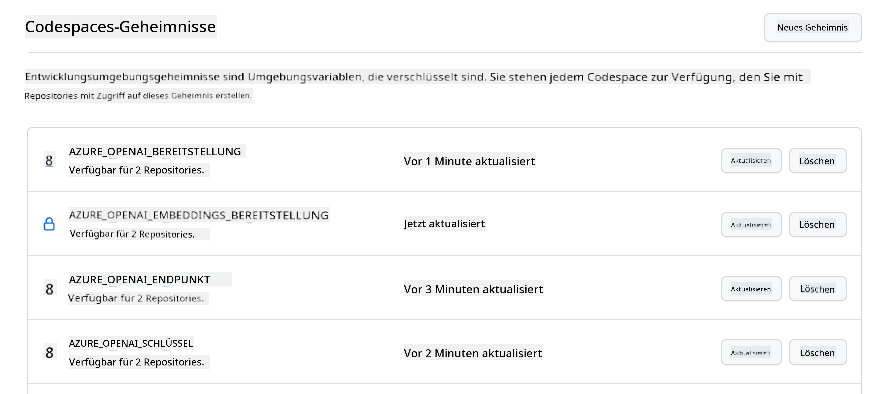 Codespaces-Geheimnisse
Neues Geheimnis
Entwicklungsumgebungsgeheimnisse sind Umgebungsvariablen, die verschlüsselt sind. Sie stehen jedem Codespace zur Verfügung, den Sie mit
Repositories mit Zugriff auf dieses Geheimnis erstellen.
8 AZURE_OPENAI_BEREITSTELLUNG
Verfügbar für 2 Repositories.
Vor 1 Minute aktualisiert
Aktualisieren Löschen
AZURE_OPENAI_EMBEDDINGS_BEREITSTELLUNG
Verfügbar für 2 Repositories.
Jetzt aktualisiert
Aktualisieren Löschen
8 AZURE_OPENAI_ENDPUNKT
Verfügbar für 2 Repositories.
Vor 3 Minuten aktualisiert
Aktualisieren Löschen
8 AZURE_OPENAI_SCHLÜSSEL
Verfügbar für 2 Repositories.
Vor 2 Minuten aktualisiert
Aktualisieren Löschen